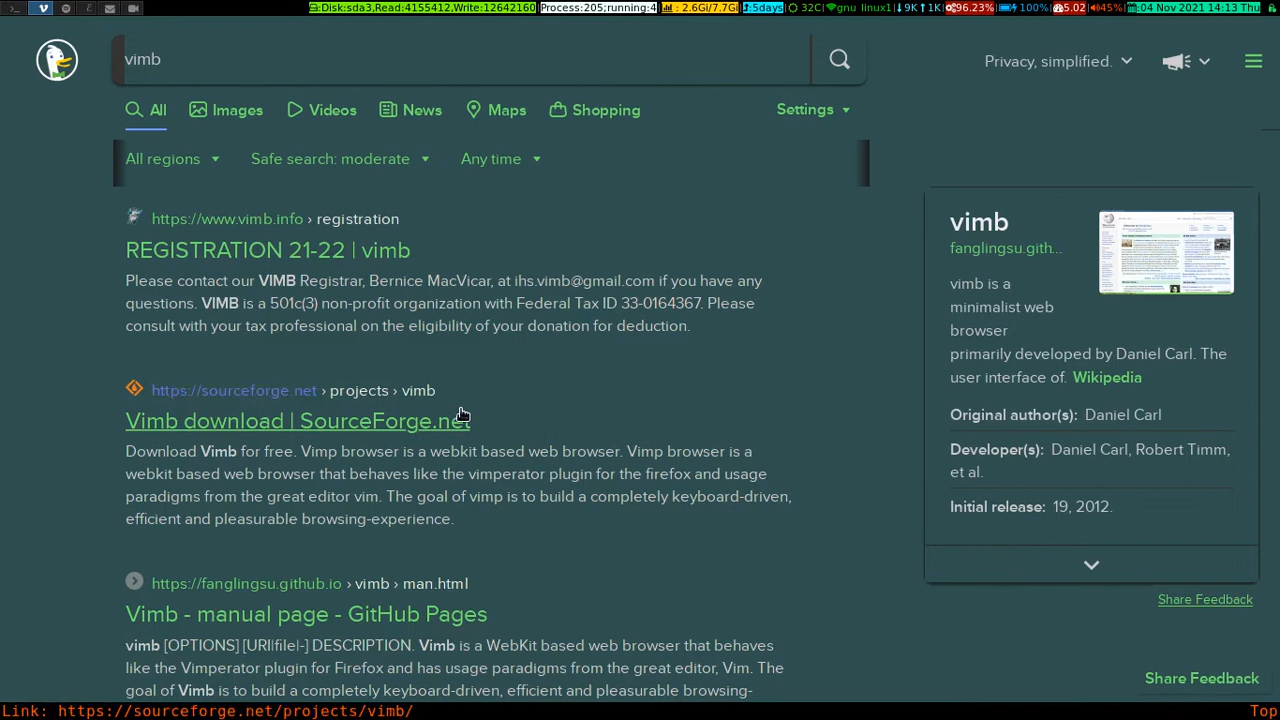 Disk:sda3,Read:4155412,Write:12642160 Process:205;running:4 : 2.6Gi/7.7Gi 5days 32C gnu linux1 9K 1K 96.23% 100% 5.02 45% :04 Nov 2021 14:13 Thu
vimb
Privacy, simplified.
All Images Videos News Maps Shopping Settings
All regions Safe search: moderate Any time
https://www.vimb.info › registration
REGISTRATION 21-22 | vimb
Please contact our VIMB Registrar, Bernie
if you have any
questions. VIMB is a 501c(3) non-profit organization with Federal Tax ID 33-0164367. Please
consult with your tax professional on the eligibility of your donation for deduction.
https://sourceforge.net › projects › vimb
Vimb download | SourceForge.net
Download Vimb for free. Vimp browser is a webkit based web browser. Vimp browser is a
webkit based web browser that behaves like the vimperator plugin for the firefox and usage
paradigms from the great editor vim. The goal of vimp is to build a completely keyboard-driven,
efficient and pleasurable browsing-experience.
https://fanglingsu.github.io › vimb › man.html
Vimb - manual page - GitHub Pages
vimb [OPTIONS] [URI|file|-] DESCRIPTION. Vimb is a WebKit based web browser that behaves
like the Vimperator plugin for Firefox and has usage paradigms from the great editor, Vim. The
goal of Vimb is to build a completely keyboard-driven, efficient and pleasurable browsing-
vimb
fanglingsu.gith...
vimb is a
minimalist web
browser
primarily developed by Daniel Carl. The
user interface of. Wikipedia
Original author(s): Daniel Carl
Developer(s): Daniel Carl, Robert Timm,
et al.
Initial release: 19, 2012.
Share Feedback
Share Feedback
Link: https://sourceforge.net/projects/vimb/ Top